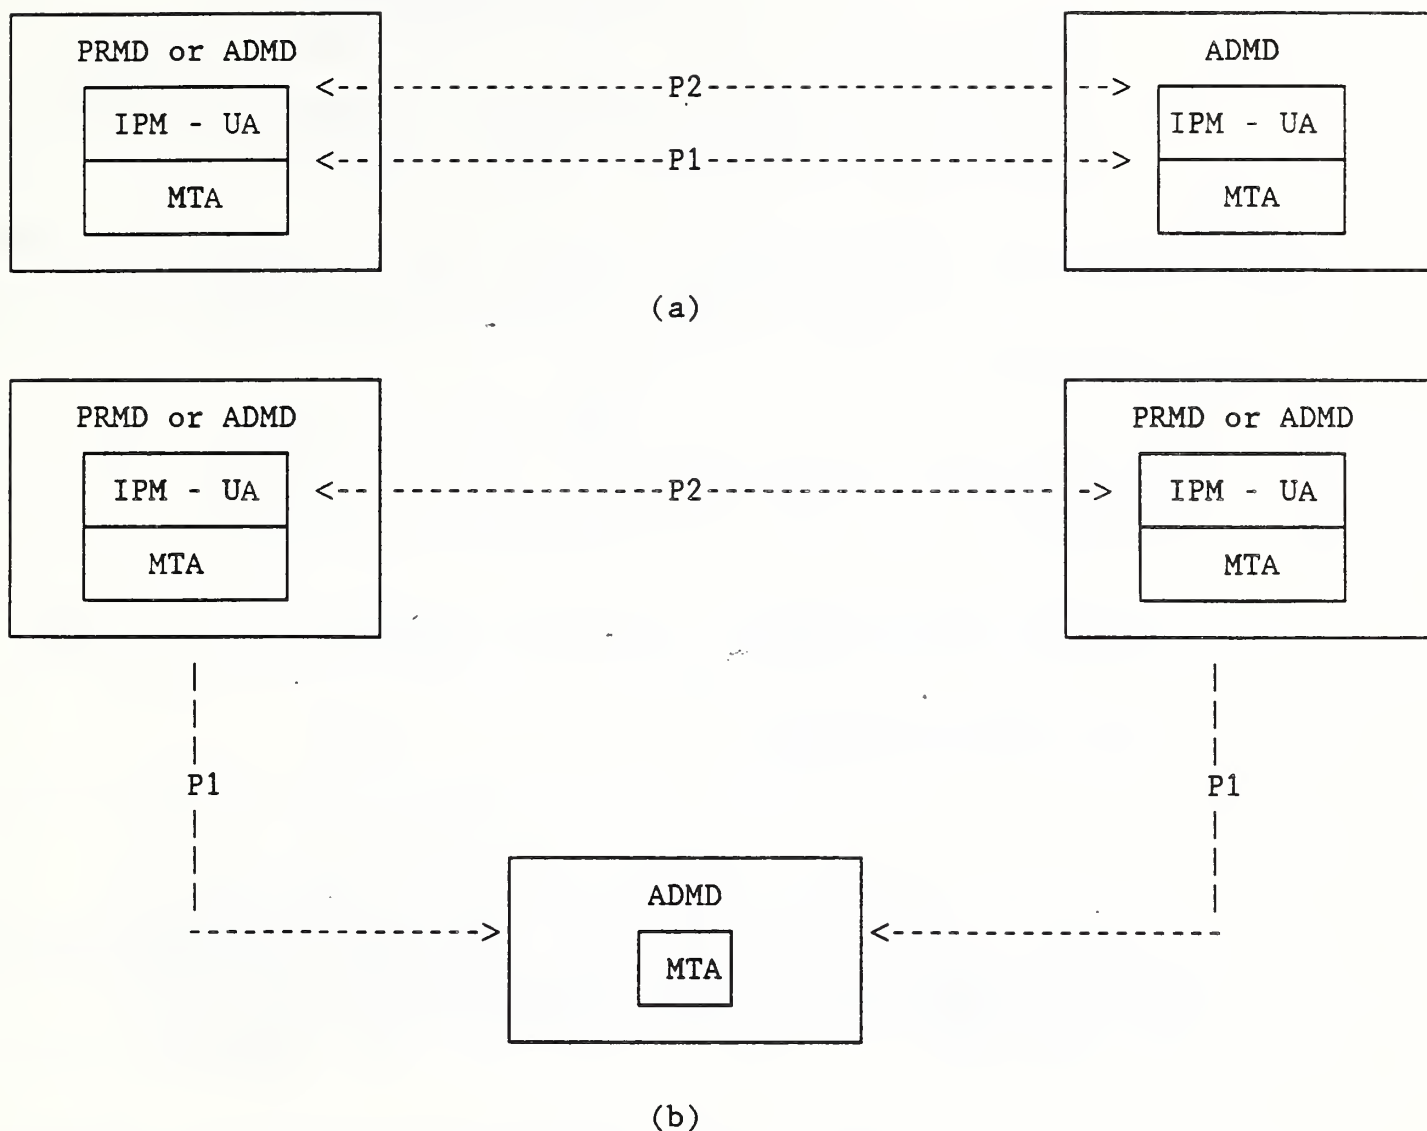 PRMD or ADMD
ADMD
P2
IPM - UA
IPM - UA
P1
MTA
MTA
(a)
PRMD or ADMD
PRMD or ADMD
IPM - UA
P2
IPM - UA
MTA
MTA
P1
P1
ADMD
MTA
(b)